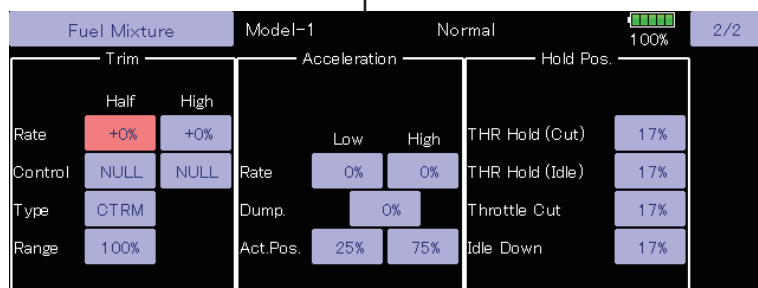 Fuel Mixture Model-1 Normal 100% 2/2
Trim Acceleration Hold Pos.
Half High
Rate +0% +0% Low High THR Hold (Cut) 17%
Control NULL NULL Rate 0% 0% THR Hold (Idle) 17%
Type CTRM Dump. 0% Throttle Cut 17%
Range 100% Act.Pos. 25% 75% Idle Down 17%